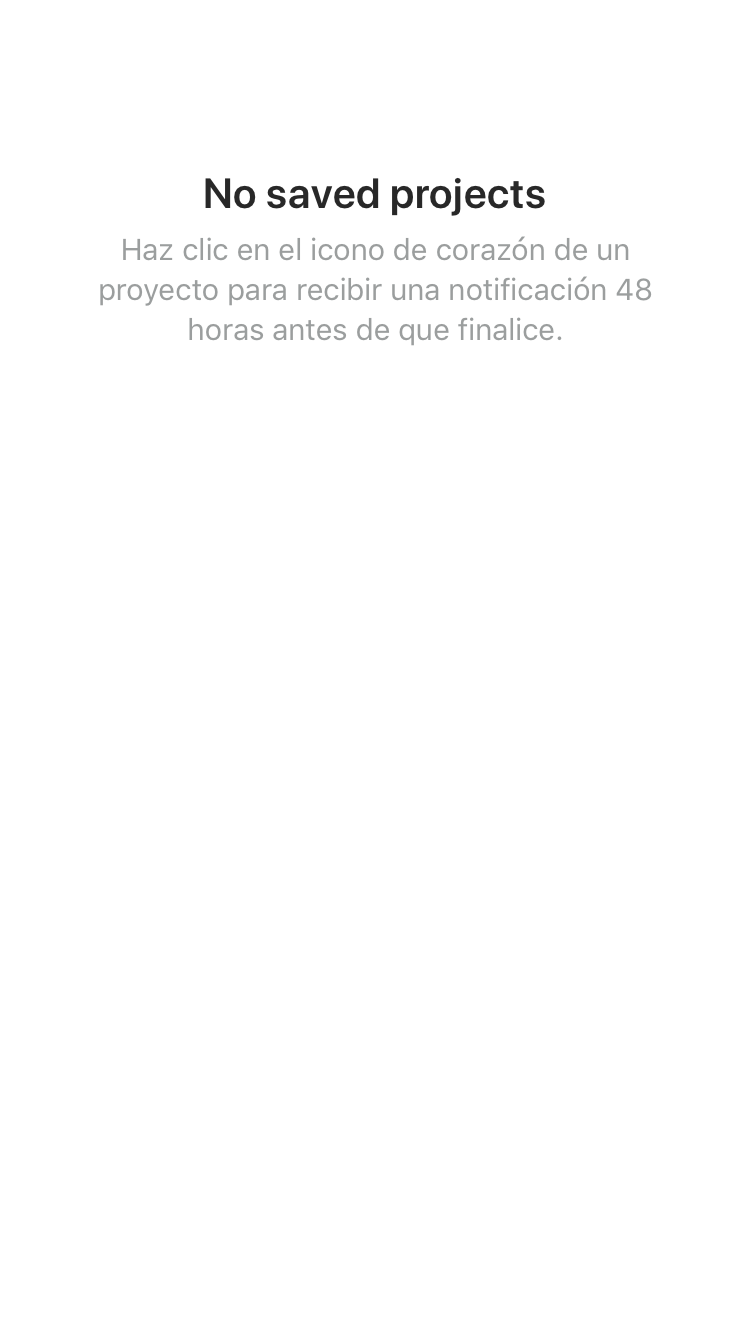 No saved projects
Haz clic en el icono de corazón de un
proyecto para recibir una notificación 48
horas antes de que finalice.